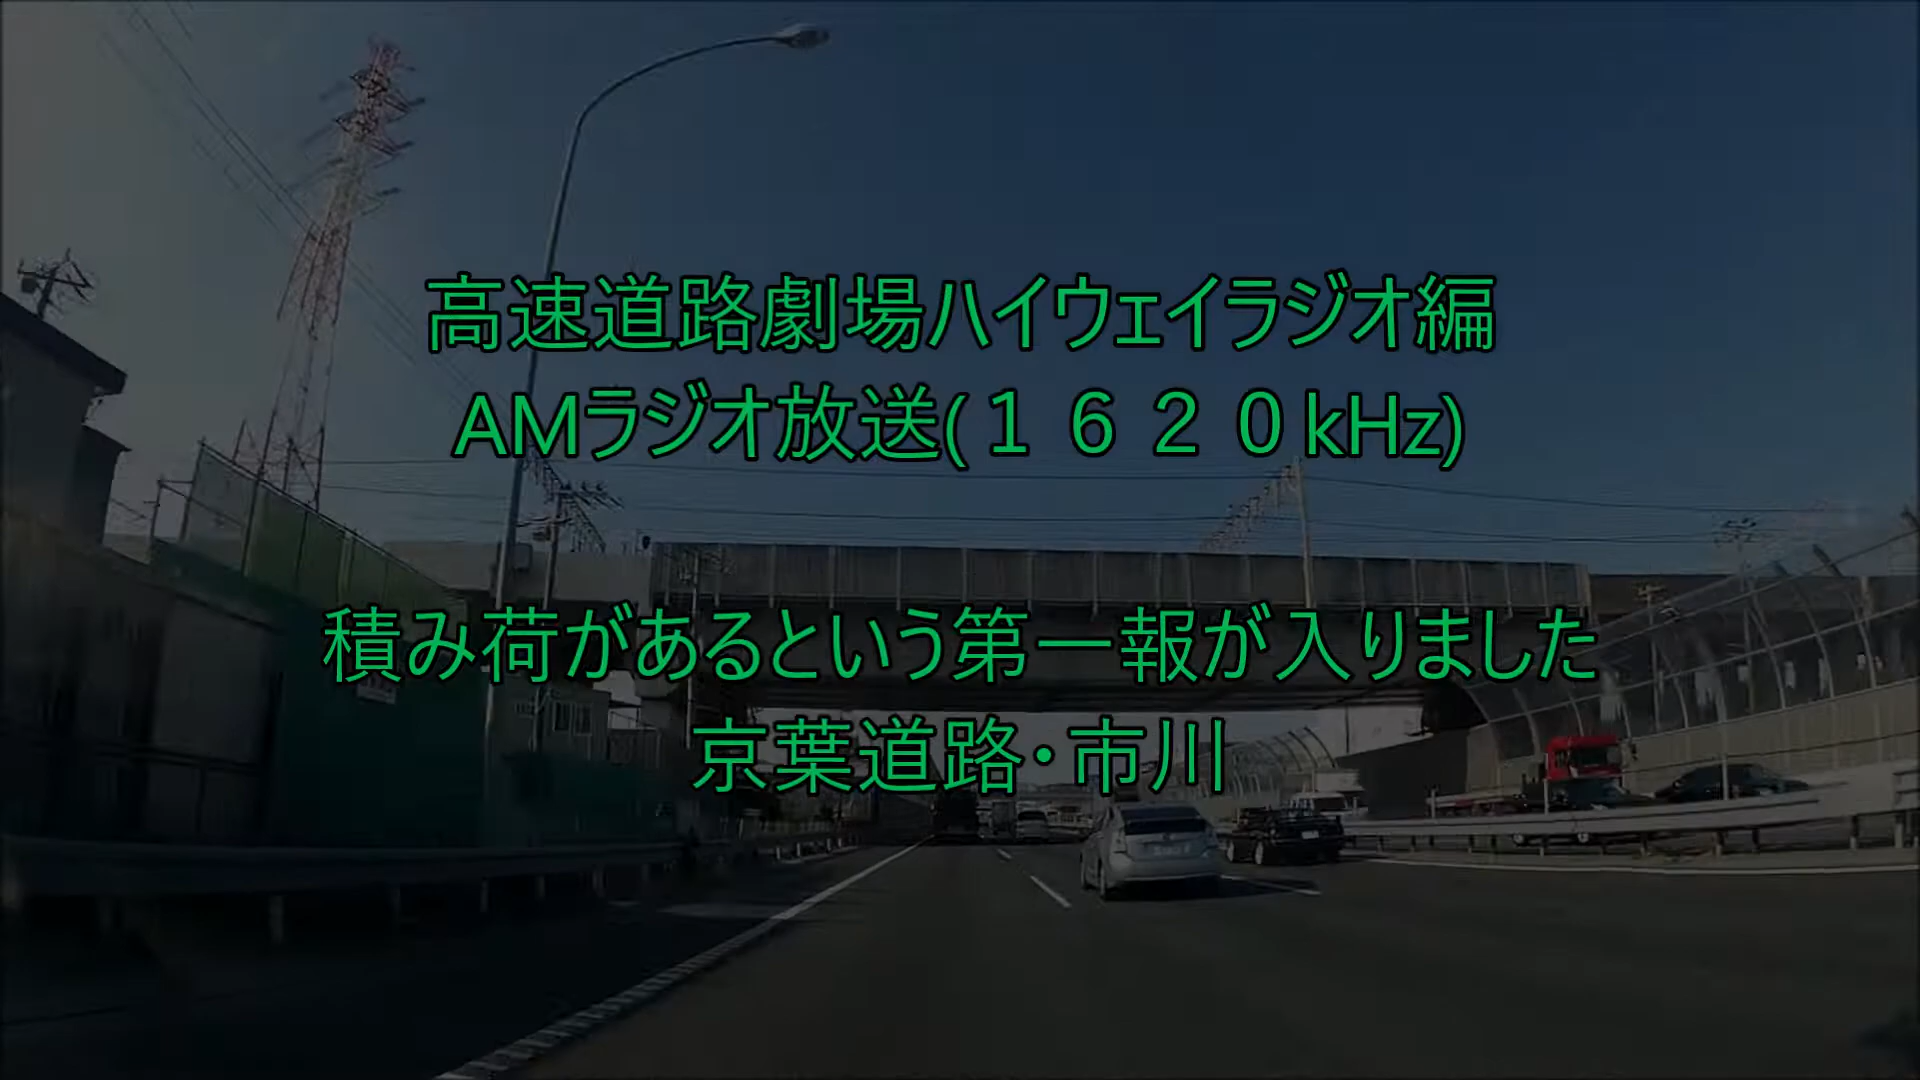 高速道路劇場ハイウェイラジオ編
AMラジオ放送(１６２０kHz)
積み荷があるという第一報が入りました
京葉道路・市川